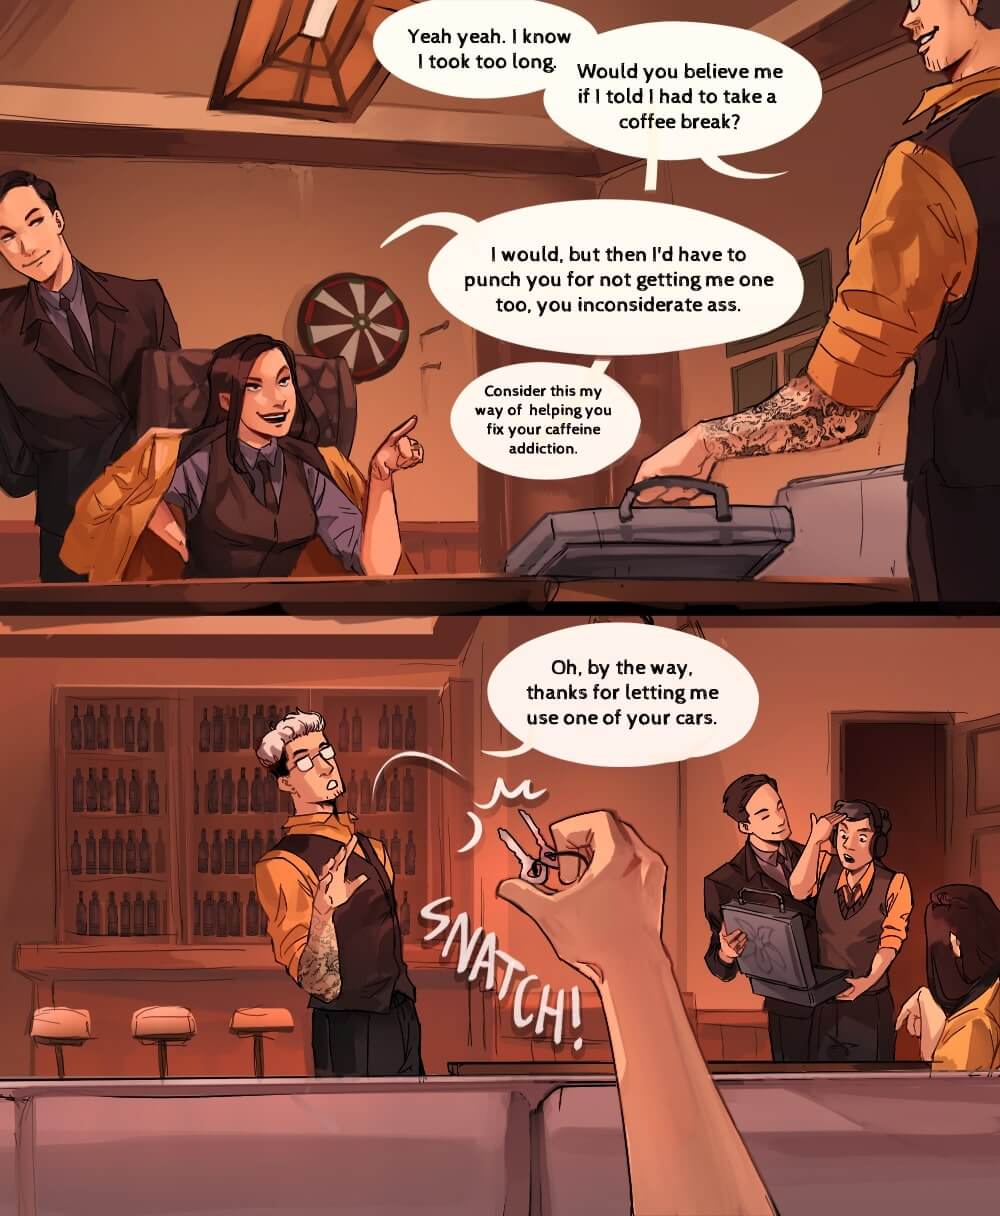 Yeah yeah. I know
I took too long.
Would you believe me
if I told I had to take a
coffee break?
I would, but then I'd have to
punch you for not getting me one
too, you inconsiderate ass.
Consider this my
way of helping you
fix your caffeine
addiction.
Oh, by the way,
thanks for letting me
use one of your cars.
SNATCH!